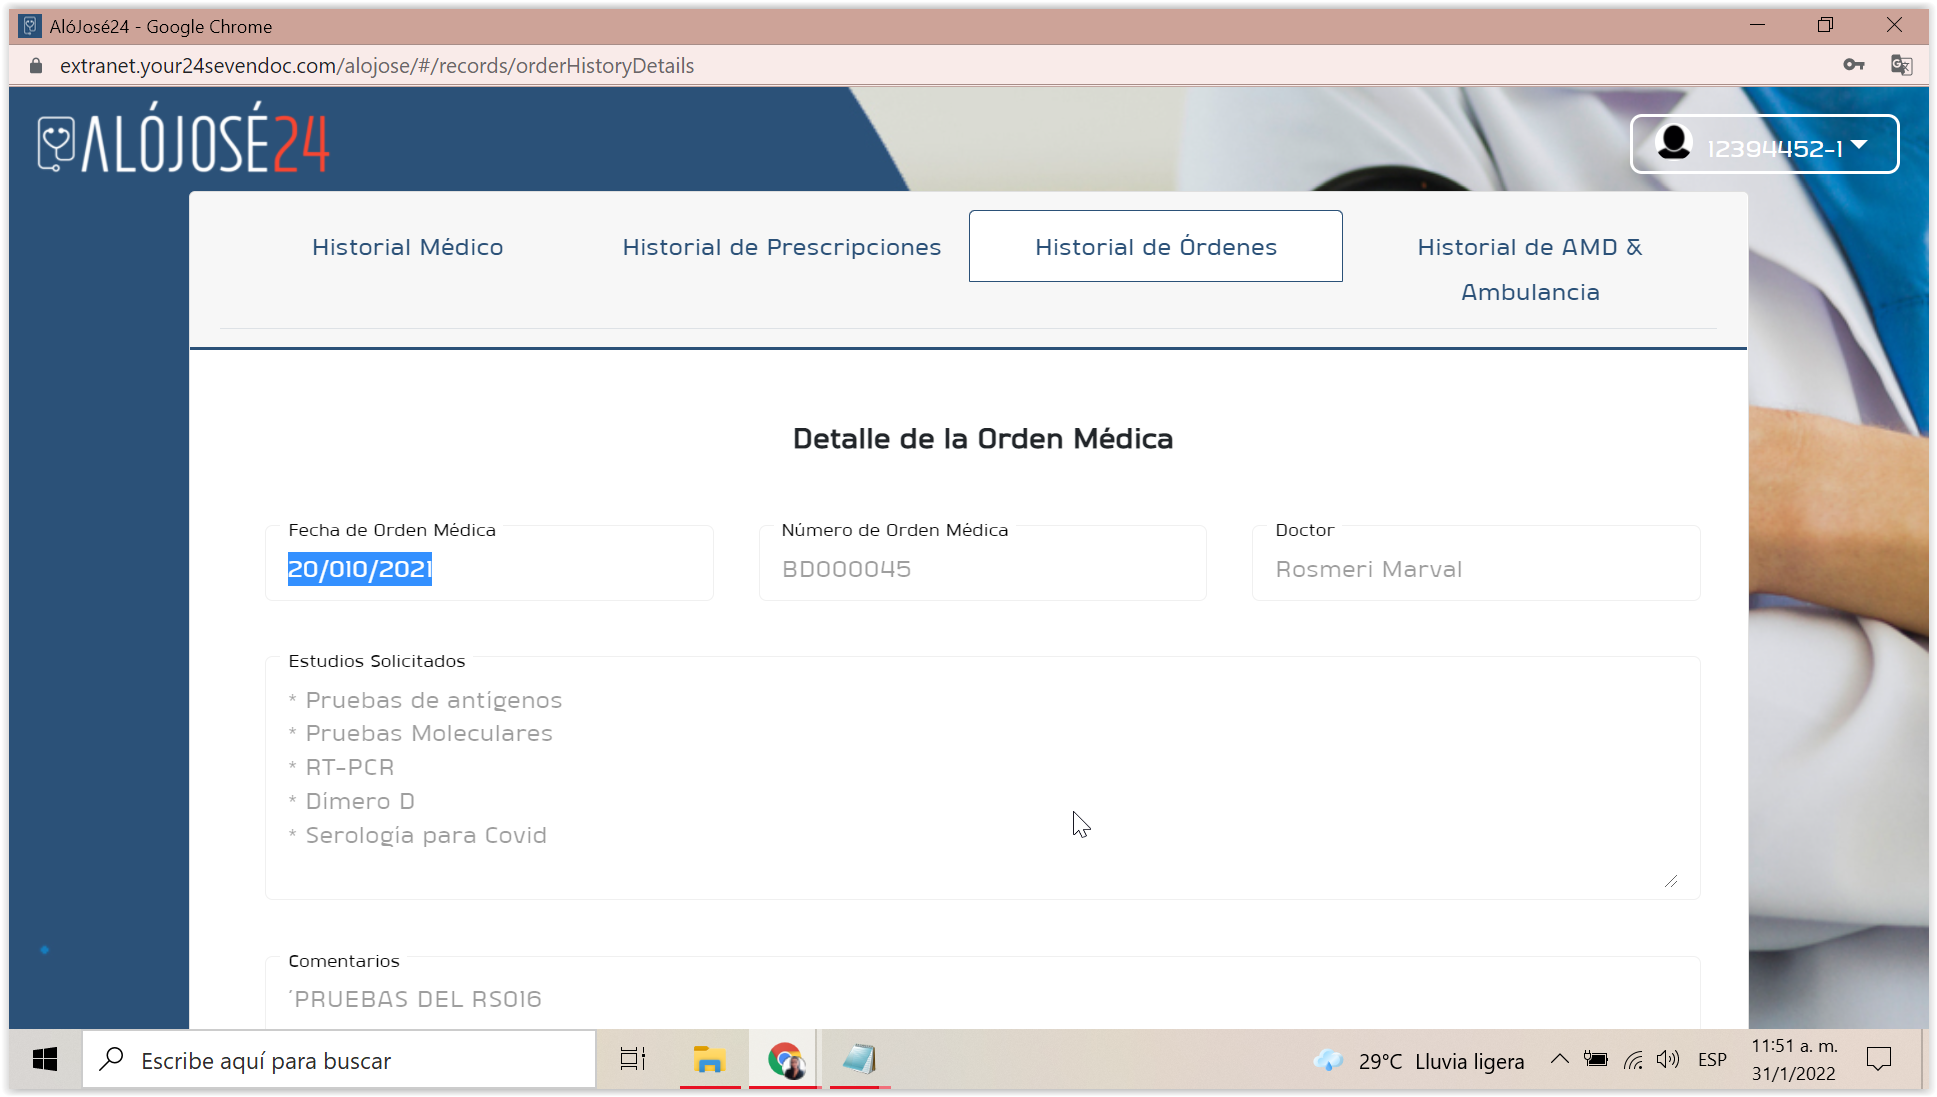 AlóJosé24 - Google Chrome
extranet.your24sevendoc.com/alojose/#/records/orderHistoryDetails
ALÓJOSÉ24
12394452-1
Historial Médico
Historial de Prescripciones
Historial de Órdenes
Historial de AMD &
Ambulancia
Detalle de la Orden Médica
Fecha de Orden Médica
20/010/2021
Número de Orden Médica
BD000045
Doctor
Rosmeri Marval
Estudios Solicitados
* Pruebas de antígenos
* Pruebas Moleculares
* RT-PCR
* Dímero D
* Serología para Covid
Comentarios
´PRUEBAS DEL RS016
Escribe aquí para buscar
29°C Lluvia ligera
ESP
11:51 a. m.
31/1/2022